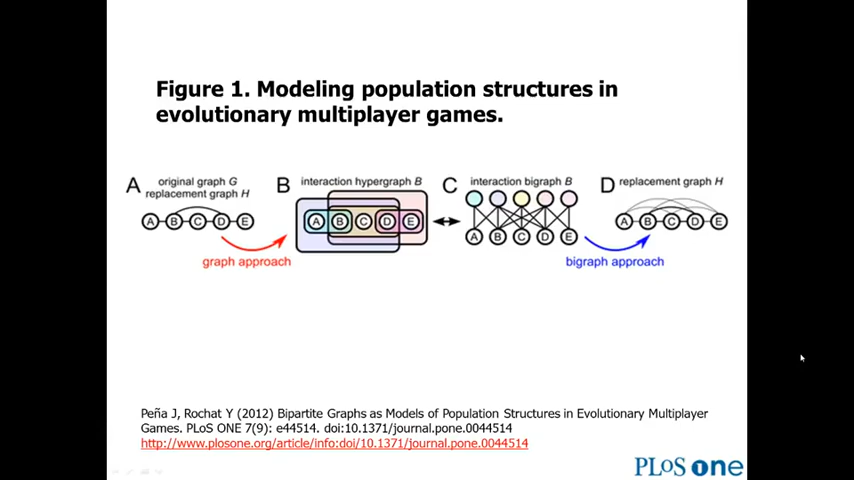 Figure 1. Modeling population structures in
evolutionary multiplayer games.
A
original graph G
replacement graph H
A B C D E
graph approach
B
interaction hypergraph B
A B C D E
C
interaction bigraph B
A B C D E
bigraph approach
D
replacement graph H
A B C D E
Peña J, Rochat Y (2012) Bipartite Graphs as Models of Population Structures in Evolutionary Multiplayer
Games. PLoS ONE 7(9): e44514. doi:10.1371/journal.pone.0044514
http://www.plosone.org/article/info:doi/10.1371/journal.pone.0044514
PLoS one